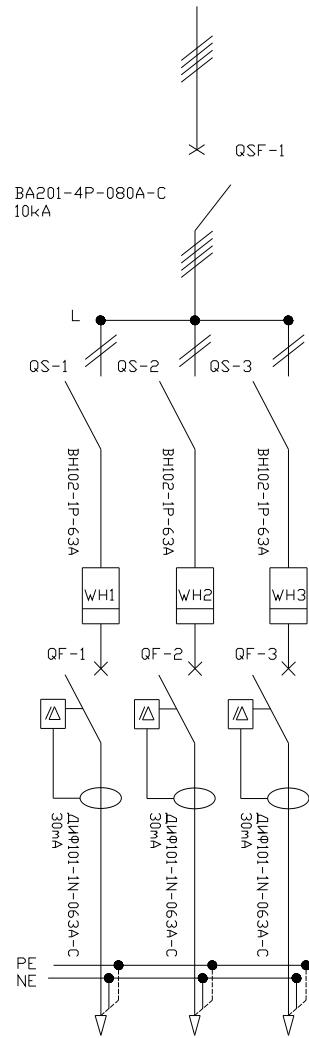 QSF-1
ВА201-4Р-080А-С
10кА
L
QS-1 QS-2 QS-3
ВН102-1Р-63А ВН102-1Р-63А ВН102-1Р-63А
WH1 WH2 WH3
QF-1 QF-2 QF-3
ДИФ101-1N-063А-С
30mA
ДИФ101-1N-063А-С
30mA
ДИФ101-1N-063А-С
30mA
PE
NE